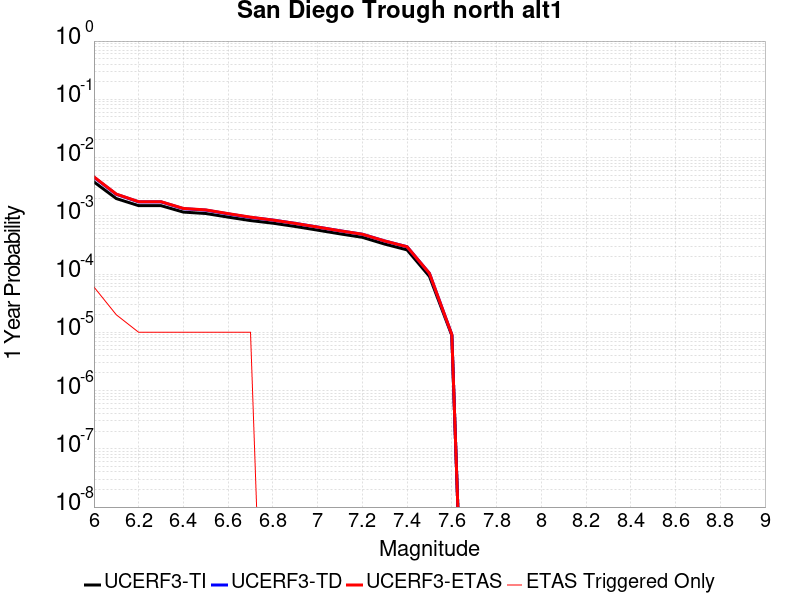 San Diego Trough north alt1
10^0
10^-1
10^-2
10^-3
10^-4
10^-5
10^-6
10^-7
10^-8
1 Year Probability
6 6.2 6.4 6.6 6.8 7 7.2 7.4 7.6 7.8 8 8.2 8.4 8.6 8.8 9
Magnitude
UCERF3-TI UCERF3-TD UCERF3-ETAS ETAS Triggered Only